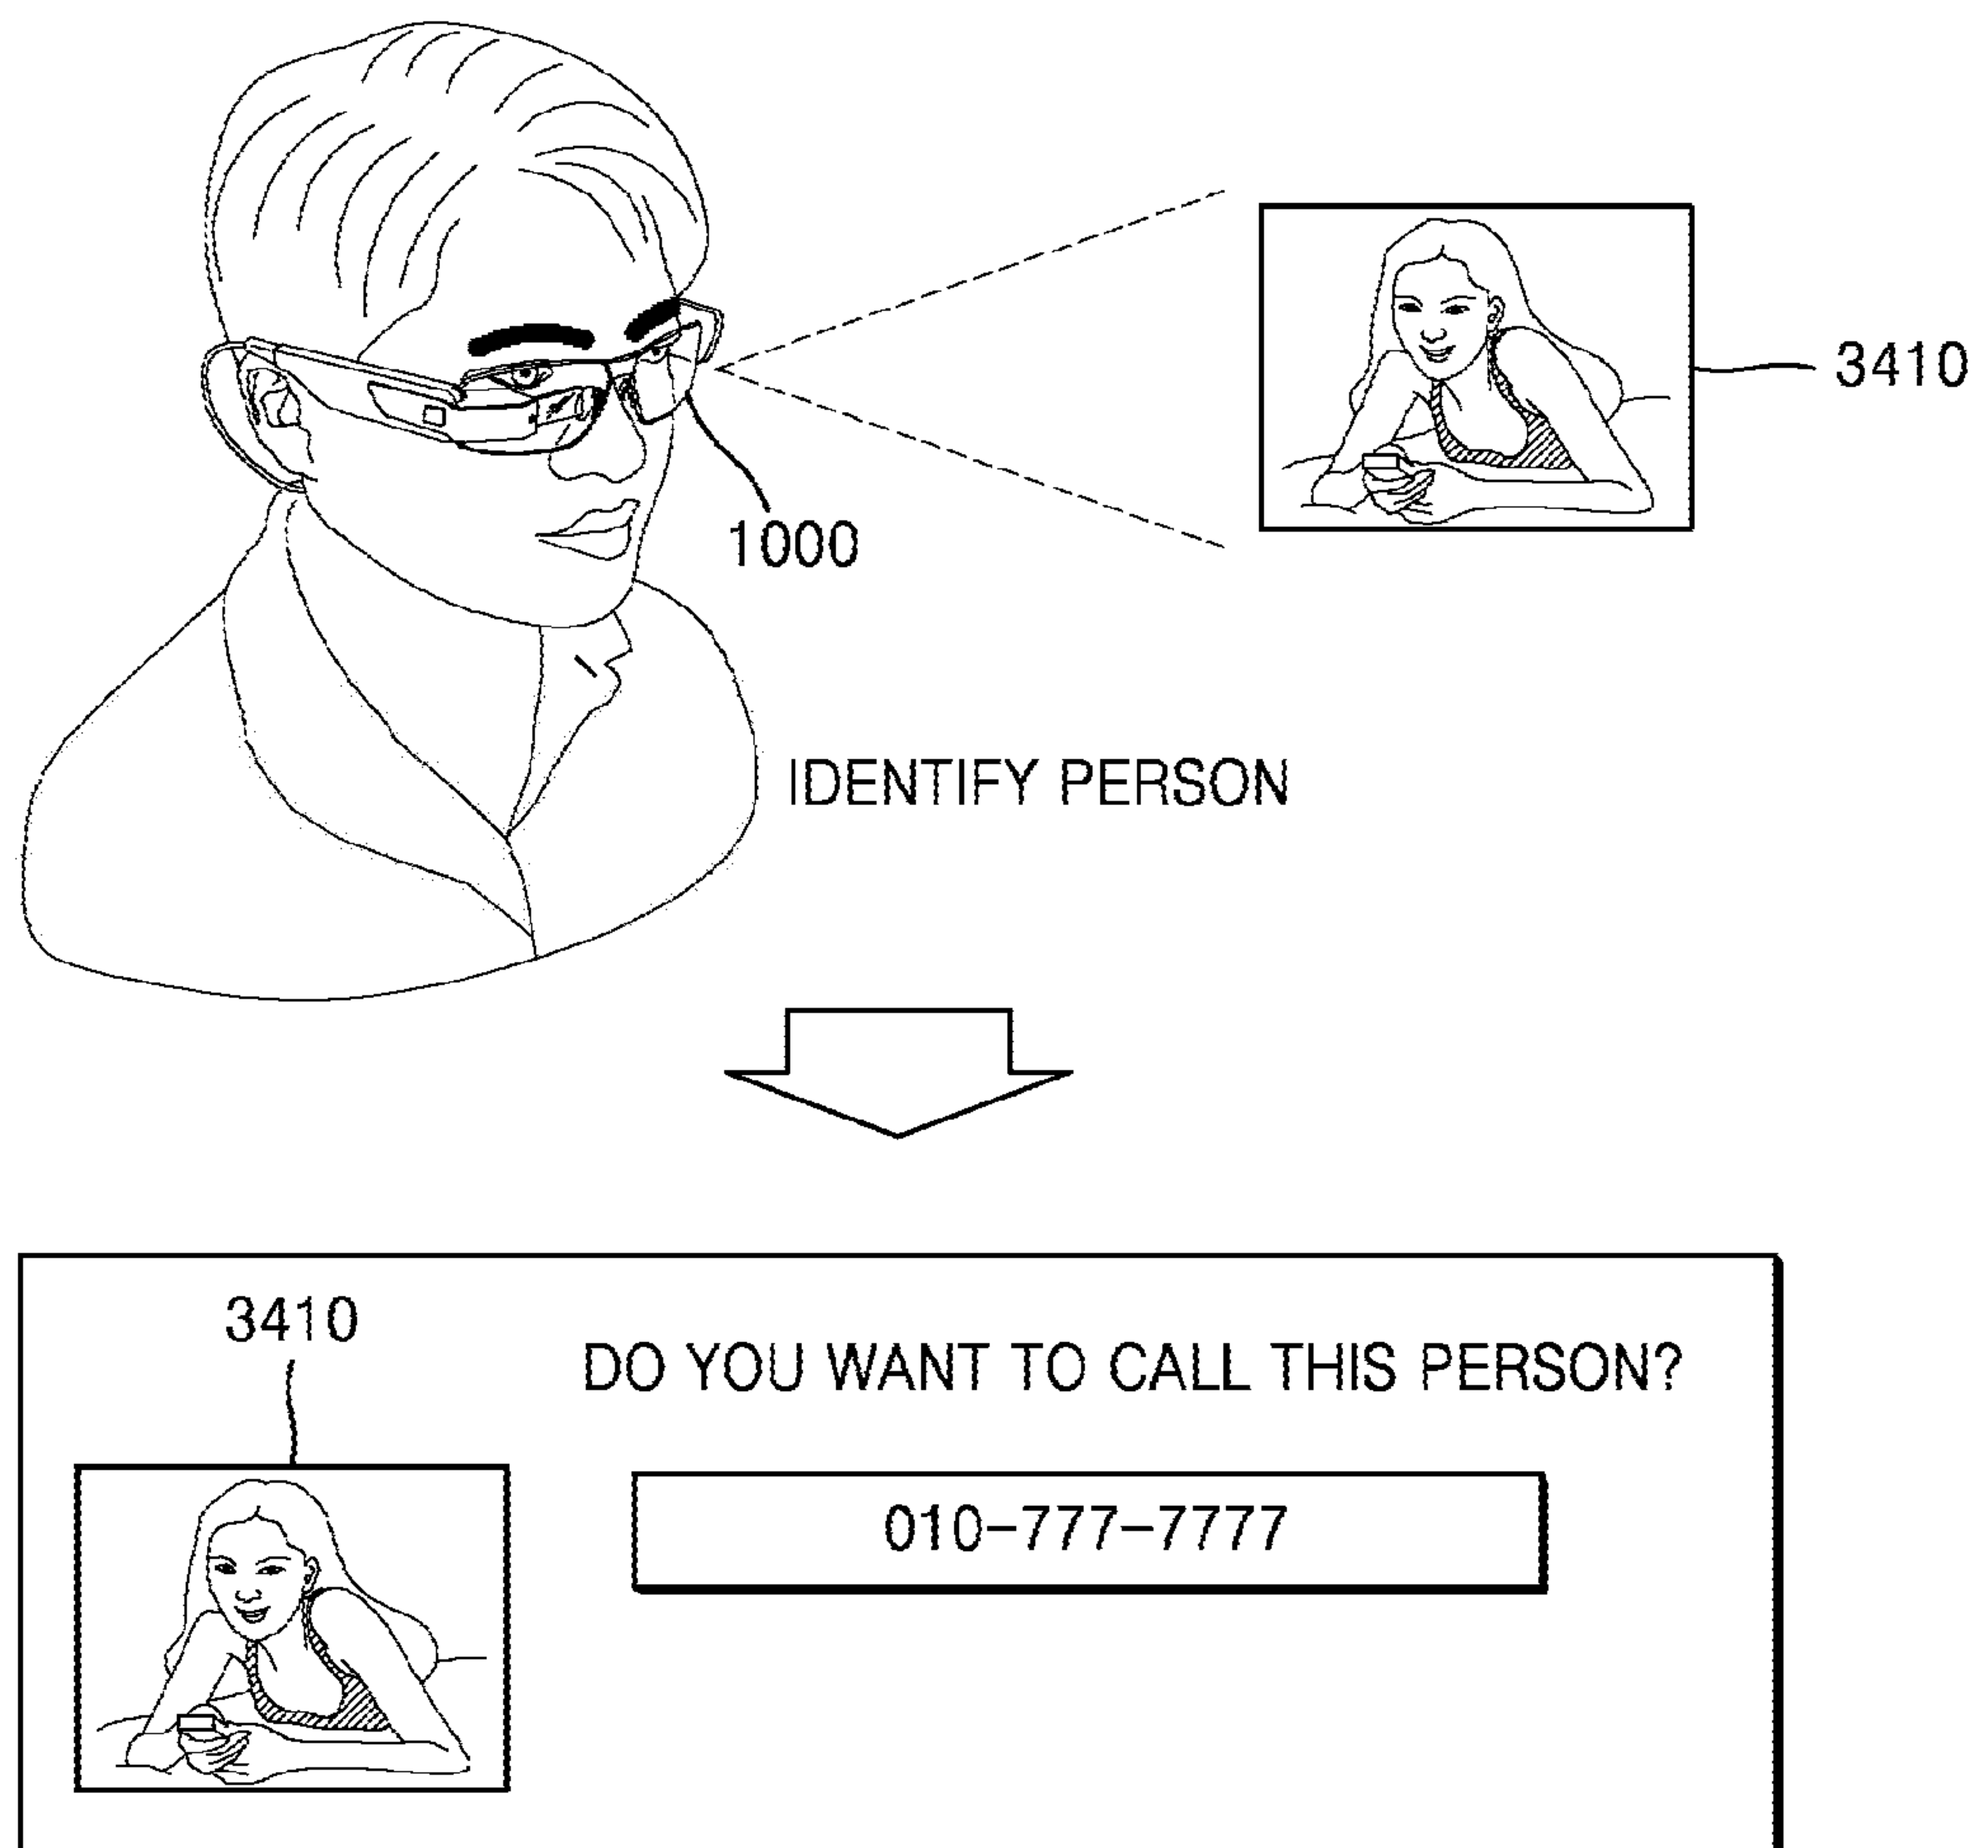 3410
1000
IDENTIFY PERSON
3410
DO YOU WANT TO CALL THIS PERSON?
010-777-7777